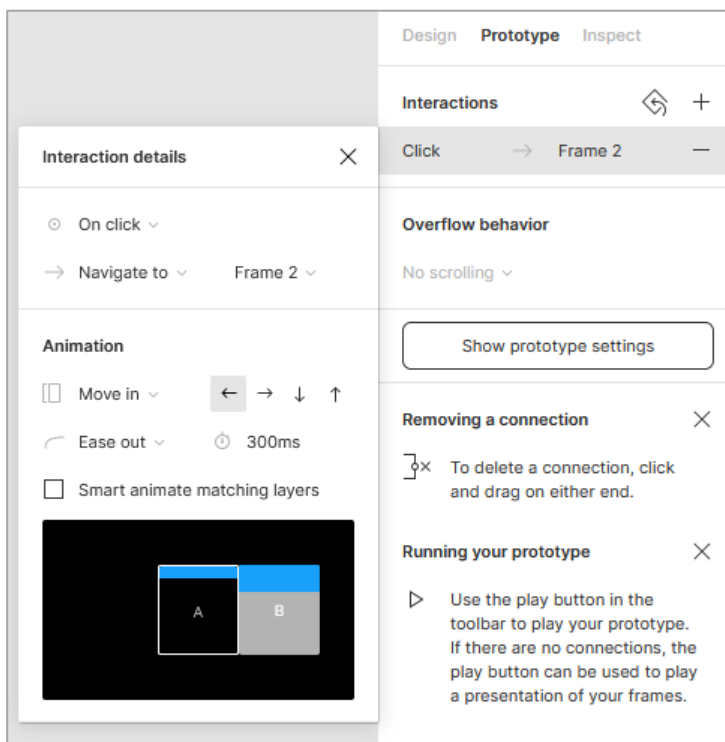 Design Prototype Inspect
Interactions
Click Frame 2
Overflow behavior
No scrolling
Show prototype settings
Removing a connection
To delete a connection, click
and drag on either end.
Running your prototype
Use the play button in the
toolbar to play your prototype.
If there are no connections, the
play button can be used to play
a presentation of your frames.
Interaction details
On click
Navigate to Frame 2
Animation
Move in
Ease out 300ms
Smart animate matching layers
A B